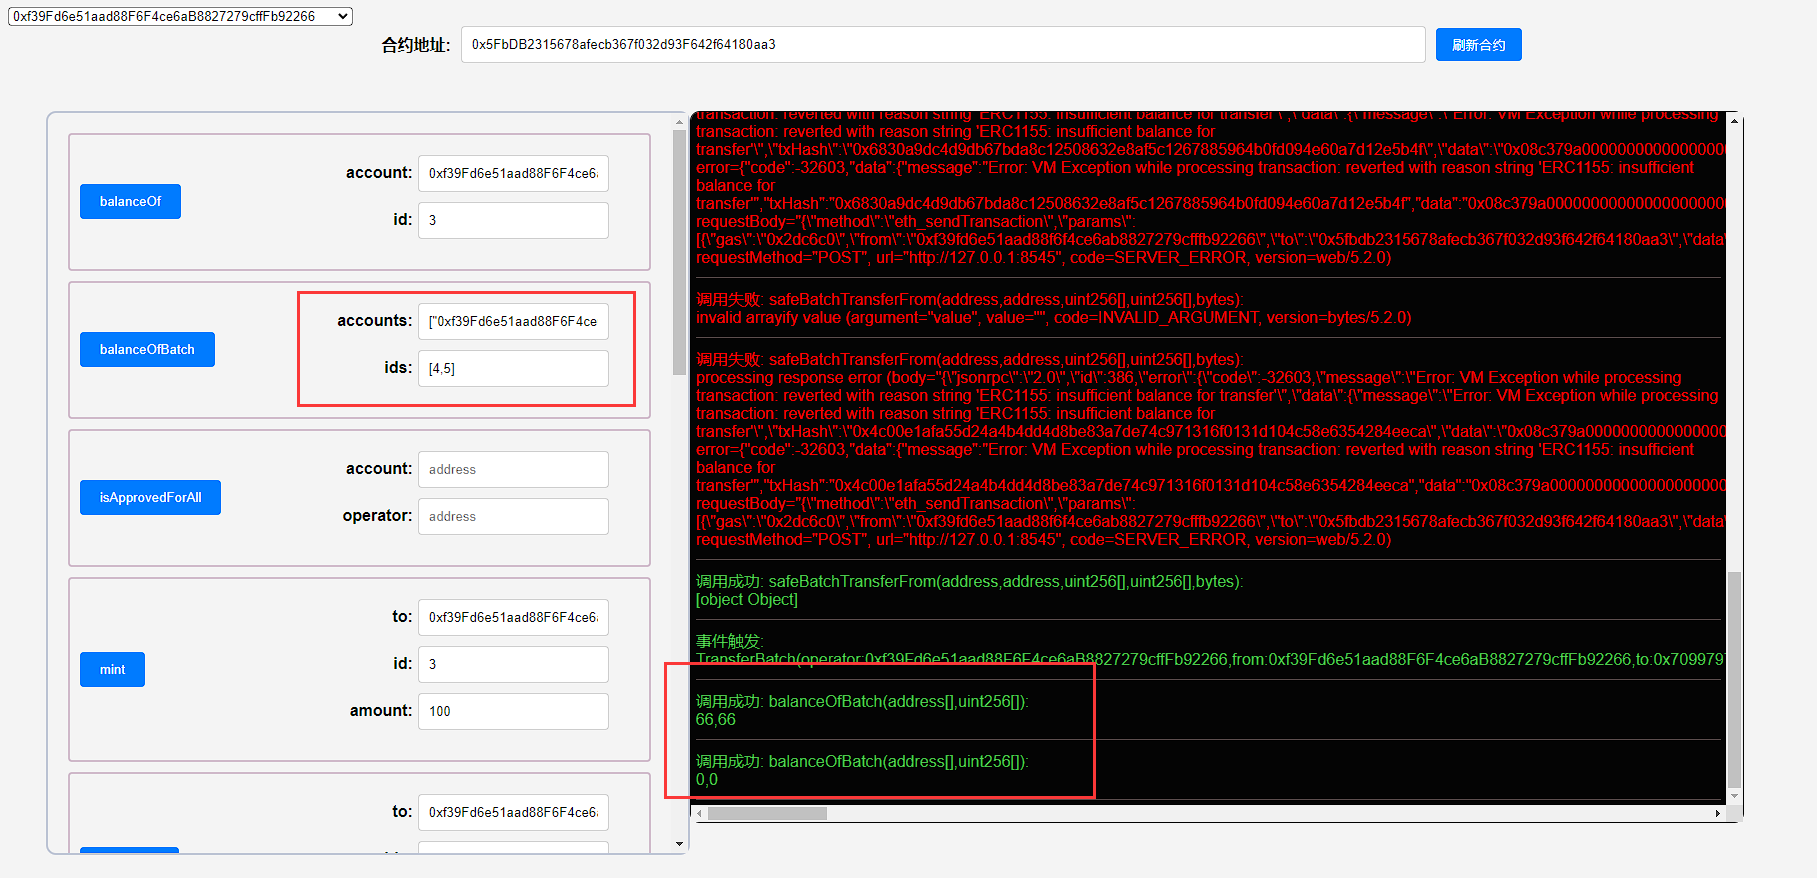 0xf39Fd6e51aad88F6F4ce6aB8827279cffFb92266
合约地址: 0x5FbDB2315678afecb367f032d93F642f64180aa3 刷新合约
balanceOf
account: 0xf39Fd6e51aad88F6F4ce6
id: 3
balanceOfBatch
accounts: ["0xf39Fd6e51aad88F6F4ce
ids: [4,5]
isApprovedForAll
account: address
operator: address
mint
to: 0xf39Fd6e51aad88F6F4ce6
id: 3
amount: 100
to: 0xf39Fd6e51aad88F6F4ce6
transaction: reverted with reason string 'ERC1155: insufficient balance for transfer'\",\"data\":{\"message\":\"Error: VM Exception while processing
transaction: reverted with reason string 'ERC1155: insufficient balance for
transfer'\",\"txHash\":\"0x6830a9dc4d9db67bda8c12508632e8af5c1267885964b0fd094e60a7d12e5b4f\",\"data\":\"0x08c379a0000000000000000
error={"code":-32603,"data":{"message":"Error: VM Exception while processing transaction: reverted with reason string 'ERC1155: insufficient
balance for
transfer'","txHash":"0x6830a9dc4d9db67bda8c12508632e8af5c1267885964b0fd094e60a7d12e5b4f","data":"0x08c379a000000000000000000
requestBody="{\"method\":\"eth_sendTransaction\",\"params\":
[{\"gas\":\"0x2dc6c0\",\"from\":\"0xf39fd6e51aad88f6f4ce6ab8827279cfffb92266\",\"to\":\"0x5fbdb2315678afecb367f032d93f642f64180aa3\",\"data\
requestMethod="POST", url="http://127.0.0.1:8545", code=SERVER_ERROR, version=web/5.2.0)
调用失败: safeBatchTransferFrom(address,address,uint256[],uint256[],bytes):
invalid arrayify value (argument="value", value="", code=INVALID_ARGUMENT, version=bytes/5.2.0)
调用失败: safeBatchTransferFrom(address,address,uint256[],uint256[],bytes):
processing response error (body="{\"jsonrpc\":\"2.0\",\"id\":386,\"error\":{\"code\":-32603,\"message\":\"Error: VM Exception while processing
transaction: reverted with reason string 'ERC1155: insufficient balance for transfer'\",\"data\":{\"message\":\"Error: VM Exception while processing
transaction: reverted with reason string 'ERC1155: insufficient balance for
transfer'\",\"txHash\":\"0x4c00e1afa55d24a4b4dd4d8be83a7de74c971316f0131d104c58e6354284eeca\",\"data\":\"0x08c379a0000000000000000
error={"code":-32603,"data":{"message":"Error: VM Exception while processing transaction: reverted with reason string 'ERC1155: insufficient
balance for
transfer'","txHash":"0x4c00e1afa55d24a4b4dd4d8be83a7de74c971316f0131d104c58e6354284eeca","data":"0x08c379a000000000000000000
requestBody="{\"method\":\"eth_sendTransaction\",\"params\":
[{\"gas\":\"0x2dc6c0\",\"from\":\"0xf39fd6e51aad88f6f4ce6ab8827279cfffb92266\",\"to\":\"0x5fbdb2315678afecb367f032d93f642f64180aa3\",\"data\
requestMethod="POST", url="http://127.0.0.1:8545", code=SERVER_ERROR, version=web/5.2.0)
调用成功: safeBatchTransferFrom(address,address,uint256[],uint256[],bytes):
[object Object]
事件触发:
TransferBatch(operator:0xf39Fd6e51aad88F6F4ce6aB8827279cffFb92266,from:0xf39Fd6e51aad88F6F4ce6aB8827279cffFb92266,to:0x709979
调用成功: balanceOfBatch(address[],uint256[]):
66,66
调用成功: balanceOfBatch(address[],uint256[]):
0,0